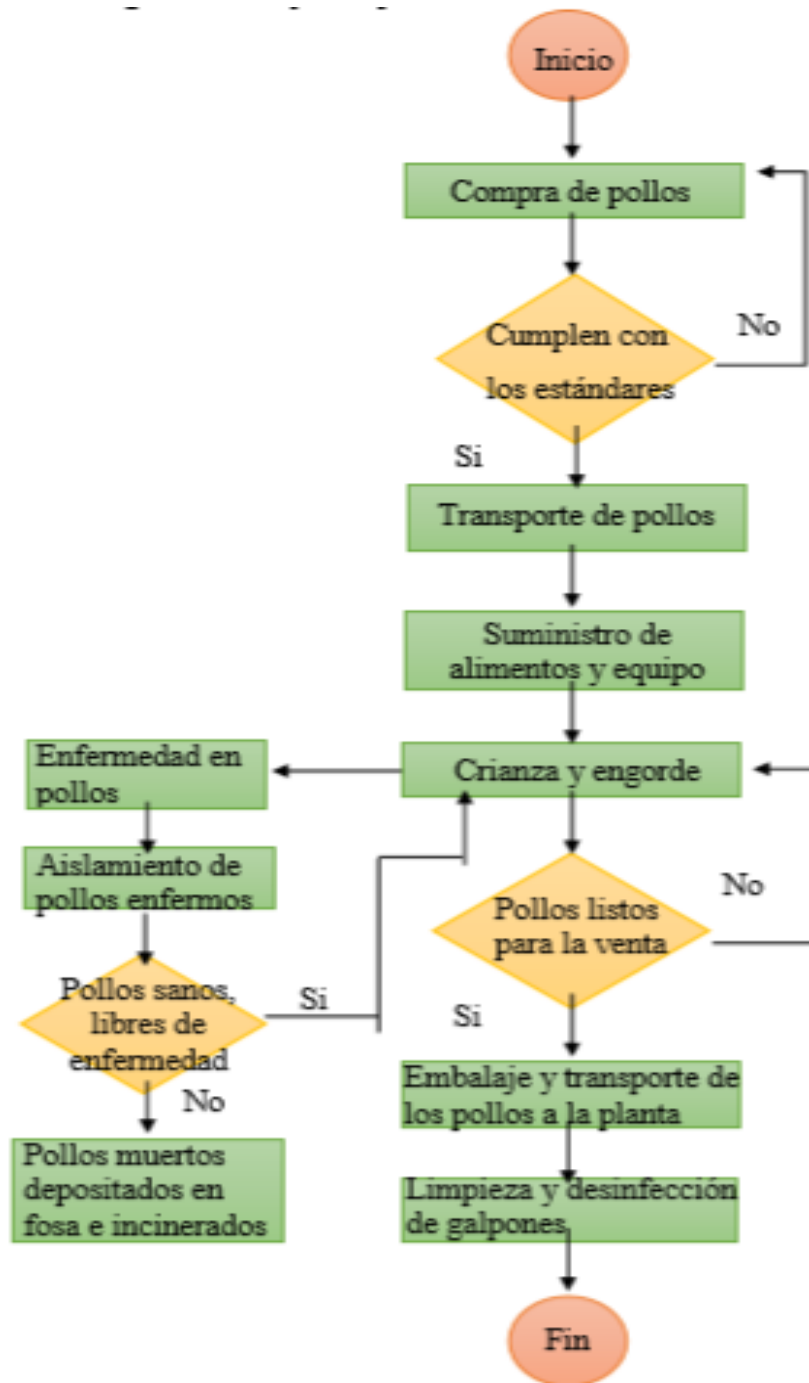 Inicio
Compra de pollos
Cumplen con
los estándares
No
Si
Transporte de pollos
Suministro de
alimentos y equipo
Crianza y engorde
Enfermedad en
pollos
Aislamiento de
pollos enfermos
Pollos sanos,
libres de
enfermedad
Si
No
Pollos muertos
depositados en
fosa e incinerados
Pollos listos
para la venta
No
Si
Embalaje y transporte de
los pollos a la planta
Limpieza y desinfección
de galpones
Fin